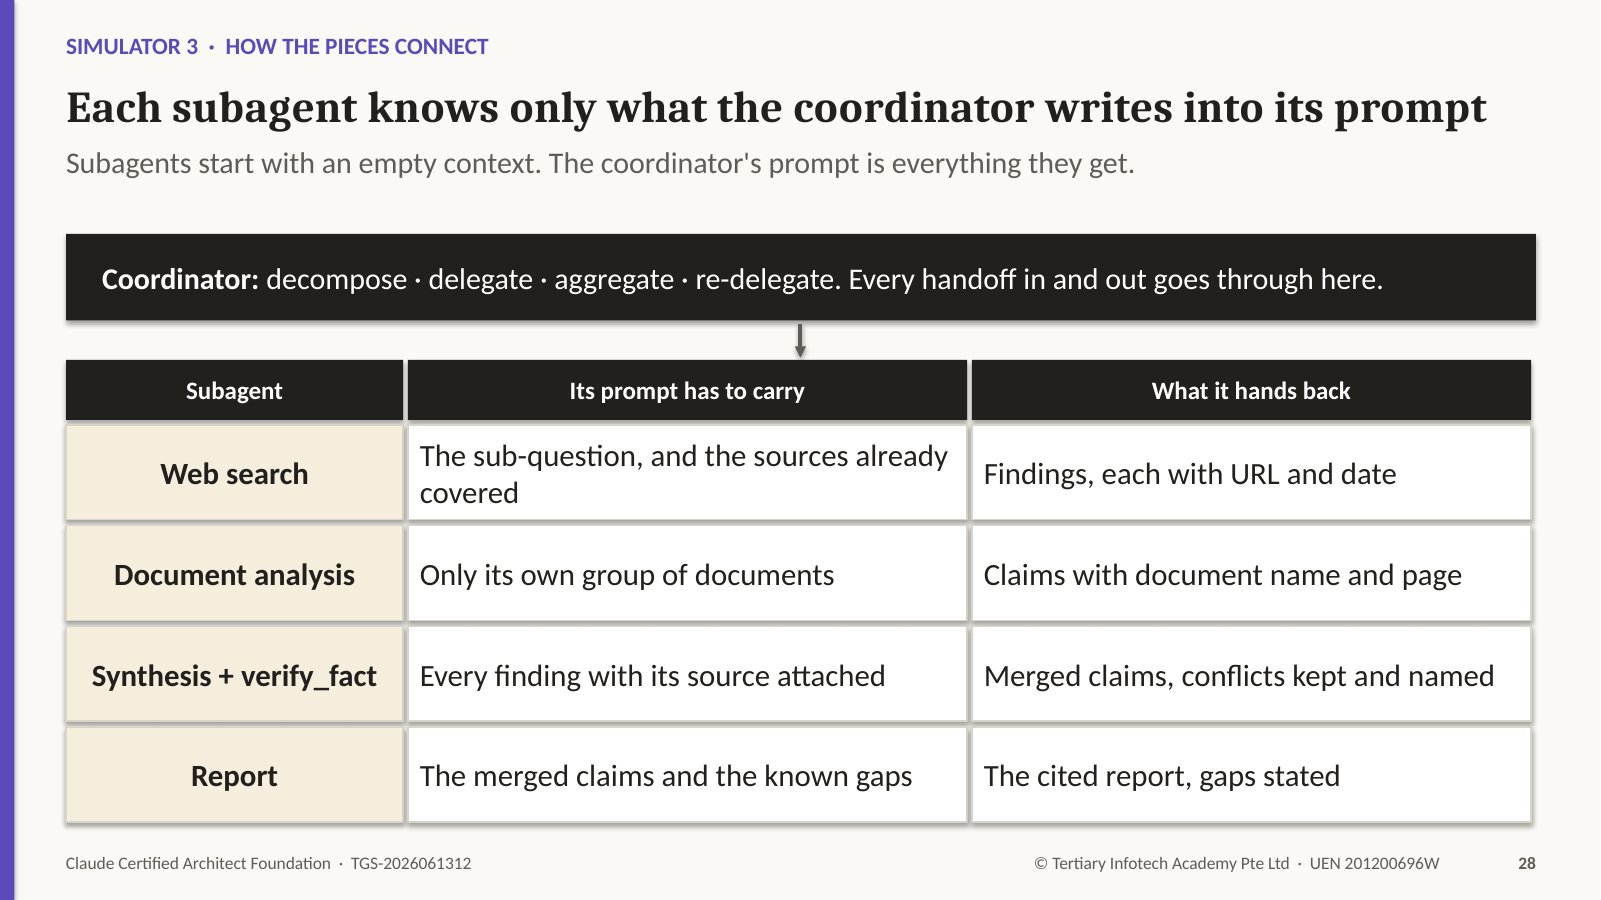 SIMULATOR 3 · HOW THE PIECES CONNECT
Each subagent knows only what the coordinator writes into its prompt
Subagents start with an empty context. The coordinator's prompt is everything they get.
Coordinator: decompose · delegate · aggregate · re-delegate. Every handoff in and out goes through here.
Subagent
Its prompt has to carry
What it hands back
Web search
The sub-question, and the sources already
covered
Findings, each with URL and date
Document analysis
Only its own group of documents
Claims with document name and page
Synthesis + verify_fact
Every finding with its source attached
Merged claims, conflicts kept and named
Report
The merged claims and the known gaps
The cited report, gaps stated
Claude Certified Architect Foundation · TGS-2026061312
© Tertiary Infotech Academy Pte Ltd · UEN 201200696W
28